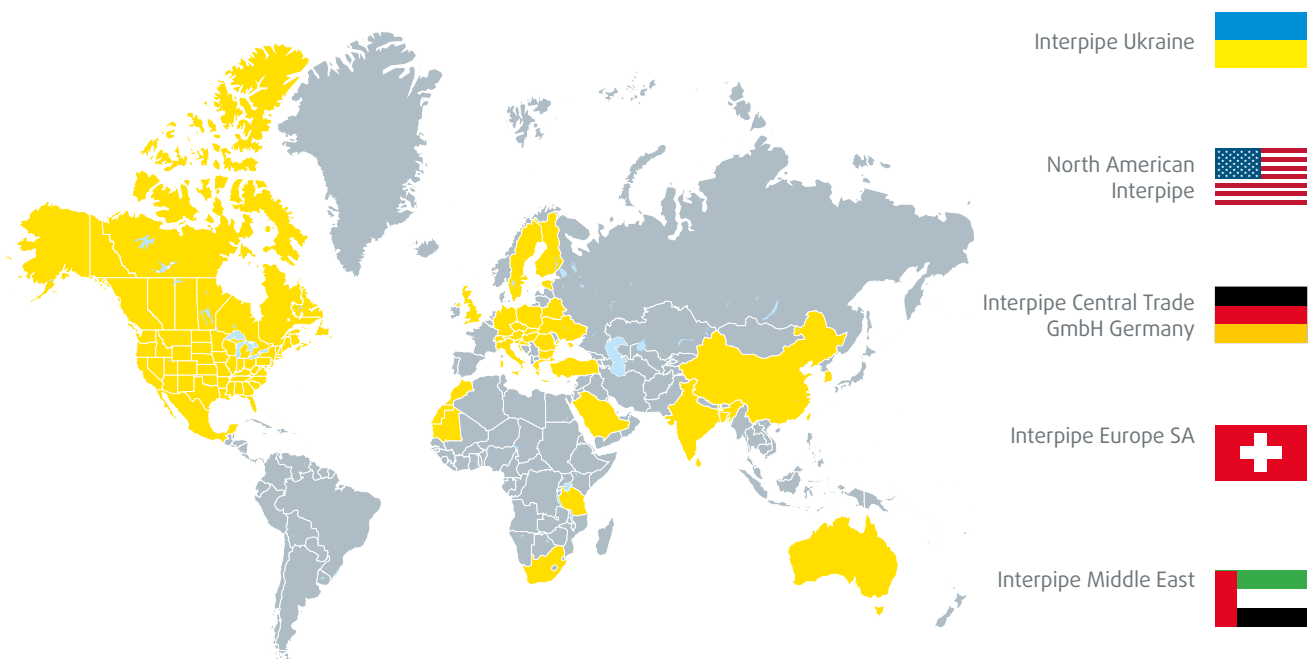 Interpipe Ukraine
North American
Interpipe
Interpipe Central Trade
GmbH Germany
Interpipe Europe SA
Interpipe Middle East